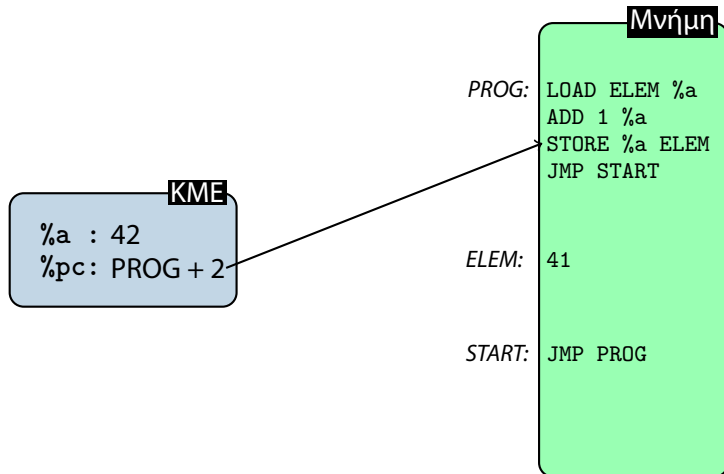 Μνήμη
PROG: LOAD ELEM %a
ADD 1 %a
STORE %a ELEM
JMP START
ΚΜΕ
%a : 42
%pc: PROG + 2
ELEM: 41
START: JMP PROG